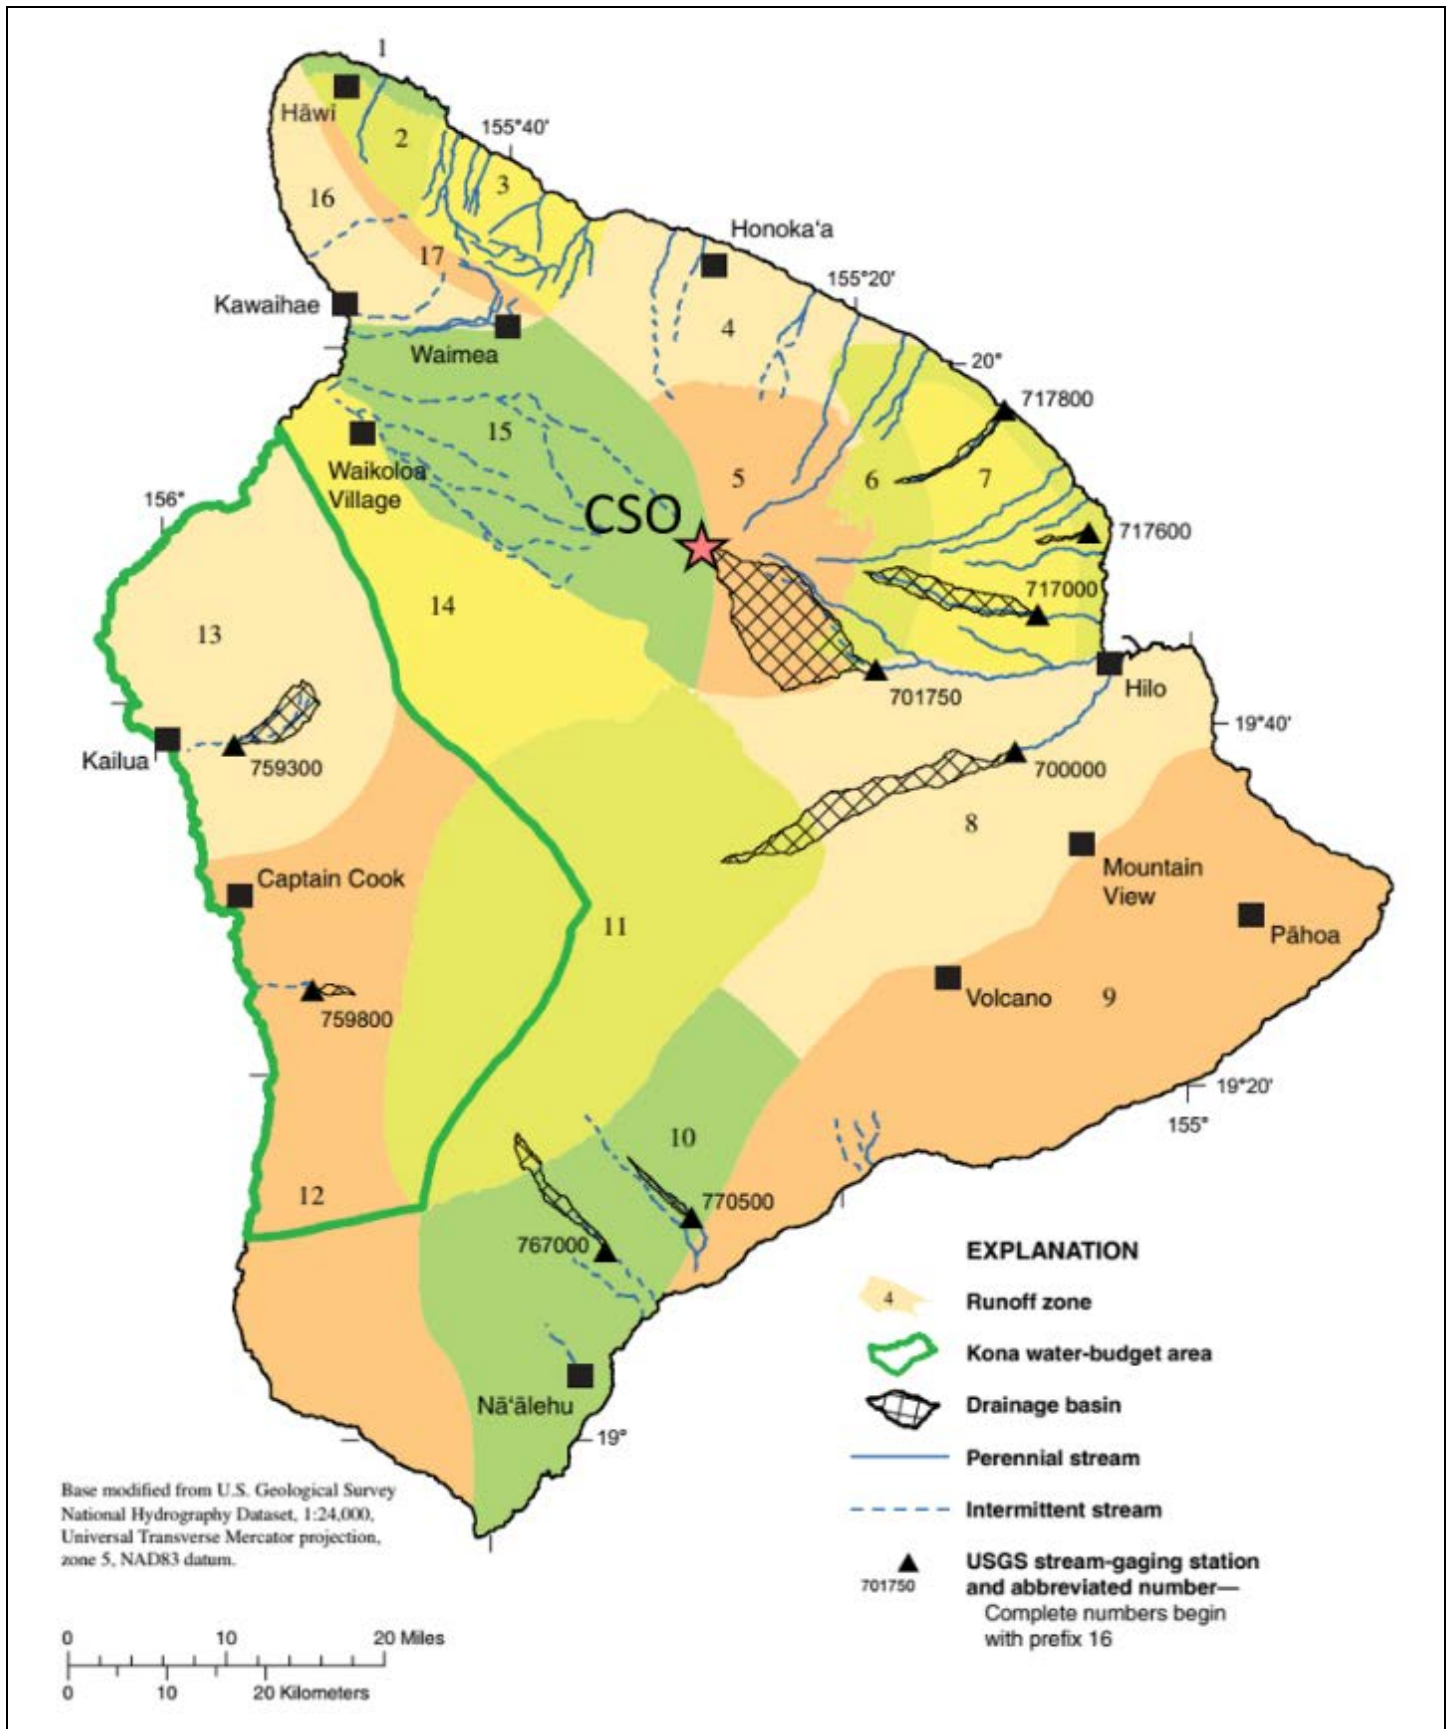 1
Hāwi
2
155°40'
3
16
Honoka‘a
17
155°20'
Kawaihae
4
Waimea
20°
717800
15
5
6
7
Waikoloa
Village
156°
CSO
717600
717000
14
13
701750
Hilo
19°40'
Kailua
759300
700000
8
Captain Cook
Mountain
View
11
Pāhoa
Volcano
9
759800
19°20'
155°
10
12
770500
767000
Nā‘ālehu
19°
EXPLANATION
4
Runoff zone
Kona water-budget area
Drainage basin
Perennial stream
Intermittent stream
701750
USGS stream-gaging station
and abbreviated number—
Complete numbers begin
with prefix 16
Base modified from U.S. Geological Survey
National Hydrography Dataset, 1:24,000,
Universal Transverse Mercator projection,
zone 5, NAD83 datum.
0 10 20 Miles
0 10 20 Kilometers